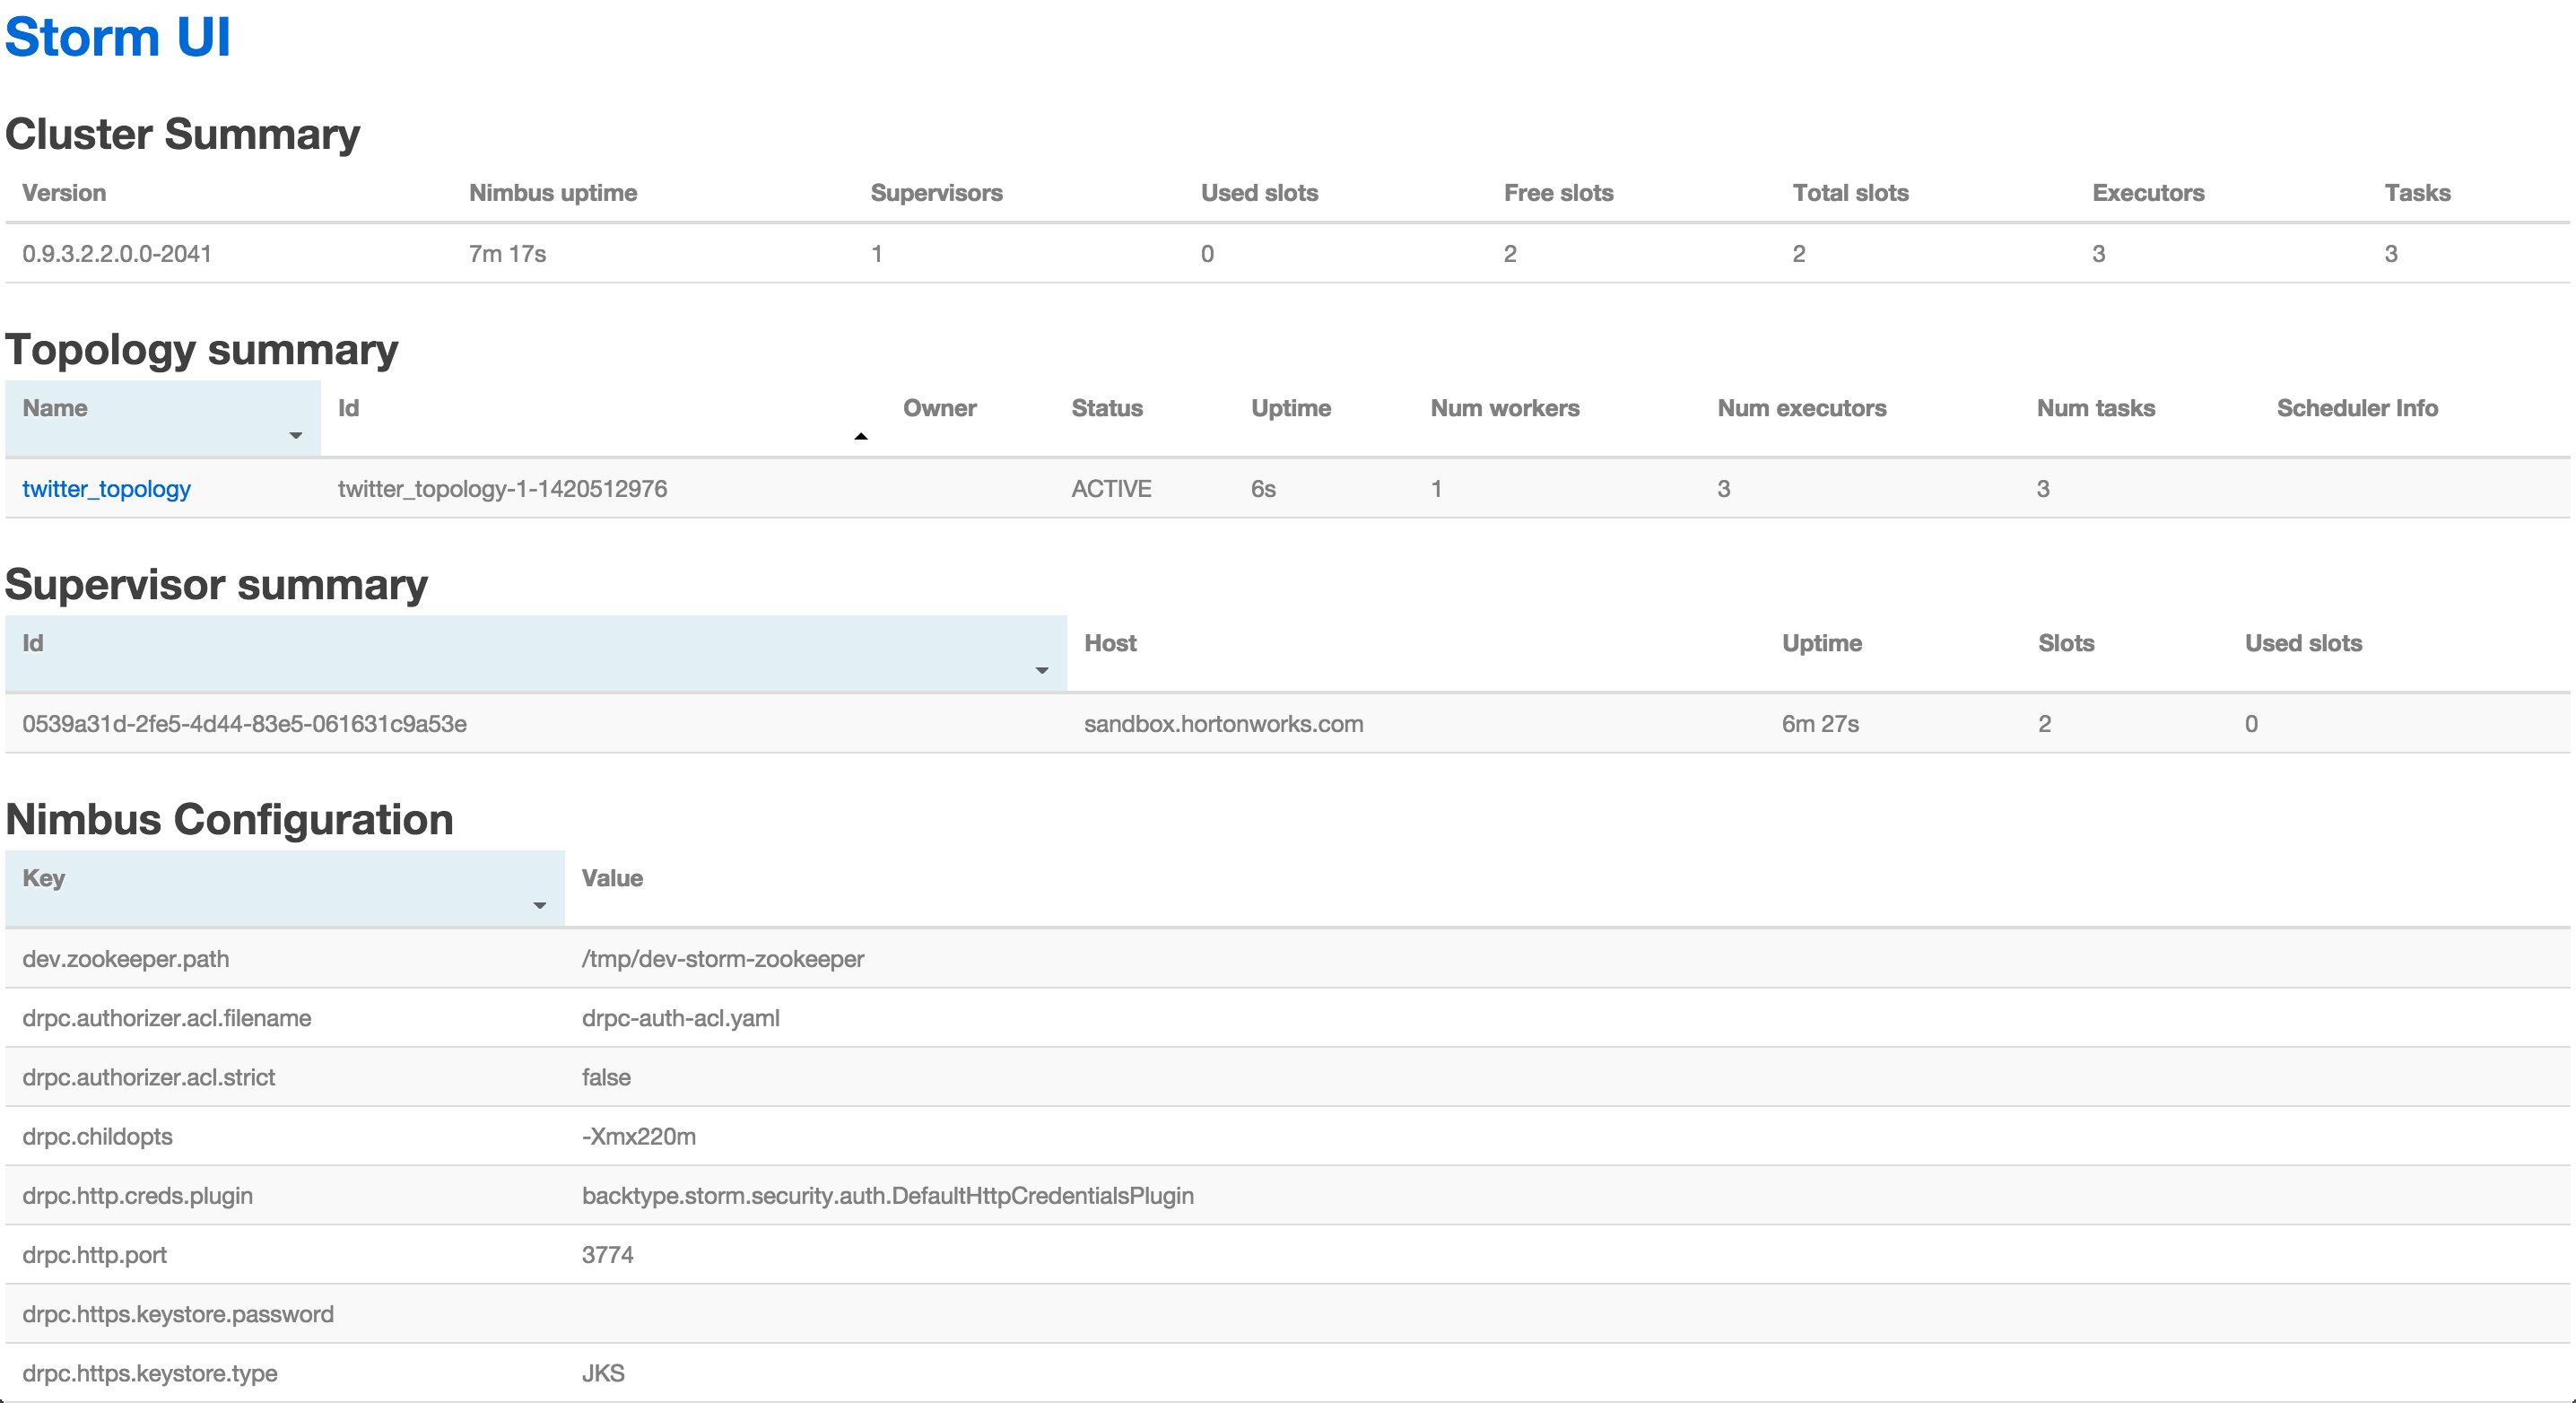 Storm UI
Cluster Summary
Version Nimbus uptime Supervisors Used slots Free slots Total slots Executors Tasks
0.9.3.2.2.0.0-2041 7m 17s 1 0 2 2 3 3
Topology summary
Name Id Owner Status Uptime Num workers Num executors Num tasks Scheduler Info
twitter_topology twitter_topology-1-1420512976 ACTIVE 6s 1 3 3
Supervisor summary
Id Host Uptime Slots Used slots
0539a31d-2fe5-4d44-83e5-061631c9a53e sandbox.hortonworks.com 6m 27s 2 0
Nimbus Configuration
Key Value
dev.zookeeper.path /tmp/dev-storm-zookeeper
drpc.authorizer.acl.filename drpc-auth-acl.yaml
drpc.authorizer.acl.strict false
drpc.childopts -Xmx220m
drpc.http.creds.plugin backtype.storm.security.auth.DefaultHttpCredentialsPlugin
drpc.http.port 3774
drpc.https.keystore.password
drpc.https.keystore.type JKS